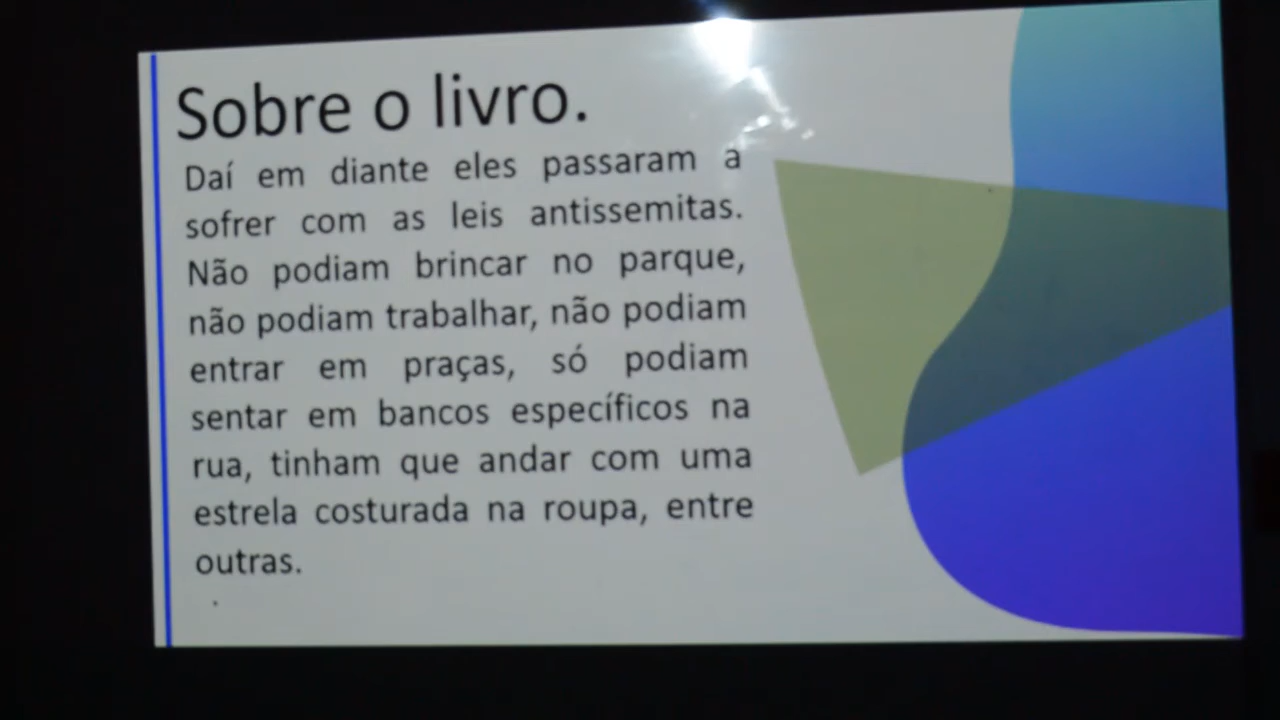 Sobre o livro.
Daí em diante eles passaram a
sofrer com as leis antissemitas.
Não podiam brincar no parque,
não podiam trabalhar, não podiam
entrar em praças, só podiam
sentar em bancos específicos na
rua, tinham que andar com uma
estrela costurada na roupa, entre
outras.
.